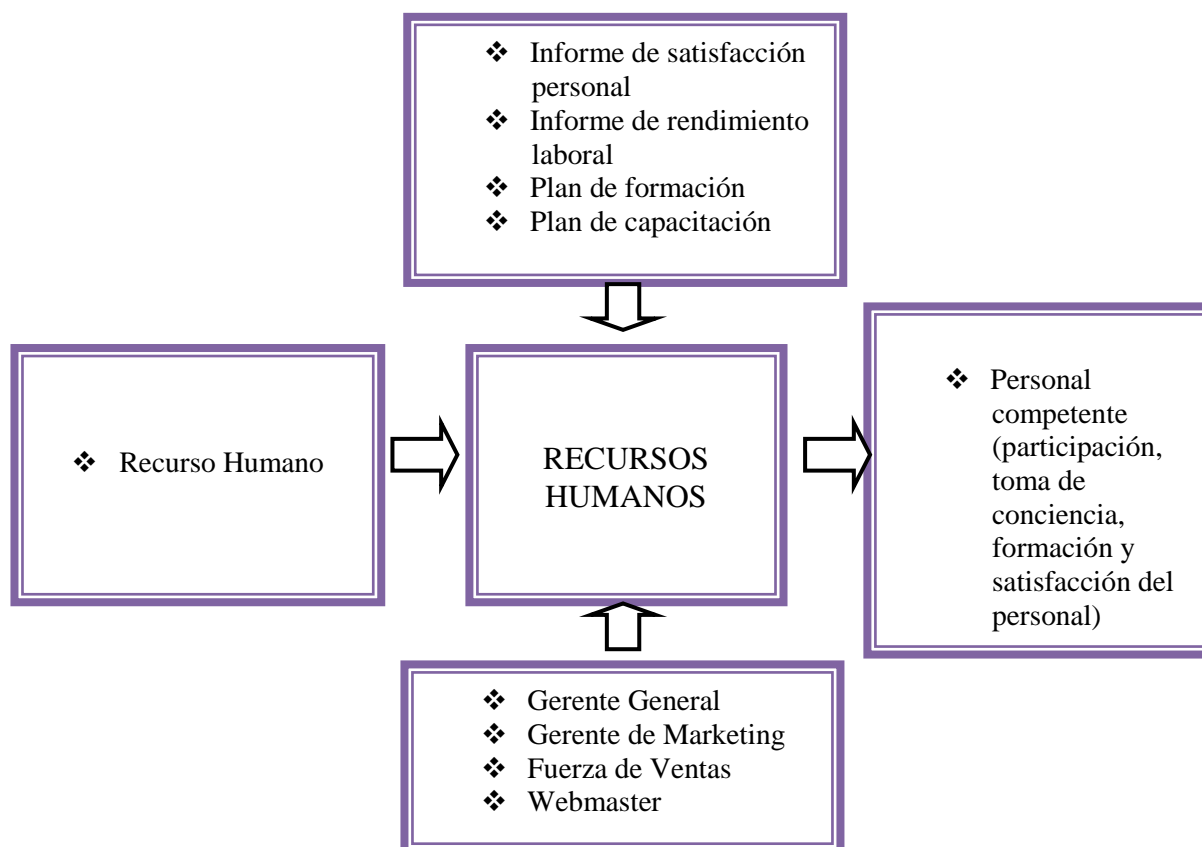 ❖ Informe de satisfacción
personal
❖ Informe de rendimiento
laboral
❖ Plan de formación
❖ Plan de capacitación
❖ Recurso Humano
RECURSOS
HUMANOS
❖ Personal
competente
(participación,
toma de
conciencia,
formación y
satisfacción del
personal)
❖ Gerente General
❖ Gerente de Marketing
❖ Fuerza de Ventas
❖ Webmaster